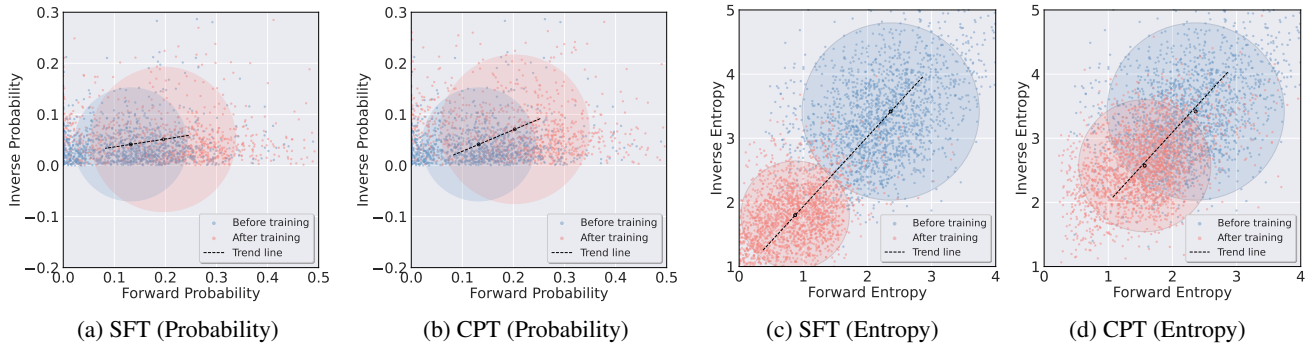 0.3
0.2
0.1
0.0
−0.1
−0.2
Inverse Probability
0.0 0.1 0.2 0.3 0.4 0.5
Forward Probability
Before training
After training
Trend line
(a) SFT (Probability)
0.3
0.2
0.1
0.0
−0.1
−0.2
Inverse Probability
0.0 0.1 0.2 0.3 0.4 0.5
Forward Probability
Before training
After training
Trend line
(b) CPT (Probability)
5
4
3
2
1
Inverse Entropy
0 1 2 3 4
Forward Entropy
Before training
After training
Trend line
(c) SFT (Entropy)
5
4
3
2
1
Inverse Entropy
0 1 2 3 4
Forward Entropy
Before training
After training
Trend line
(d) CPT (Entropy)